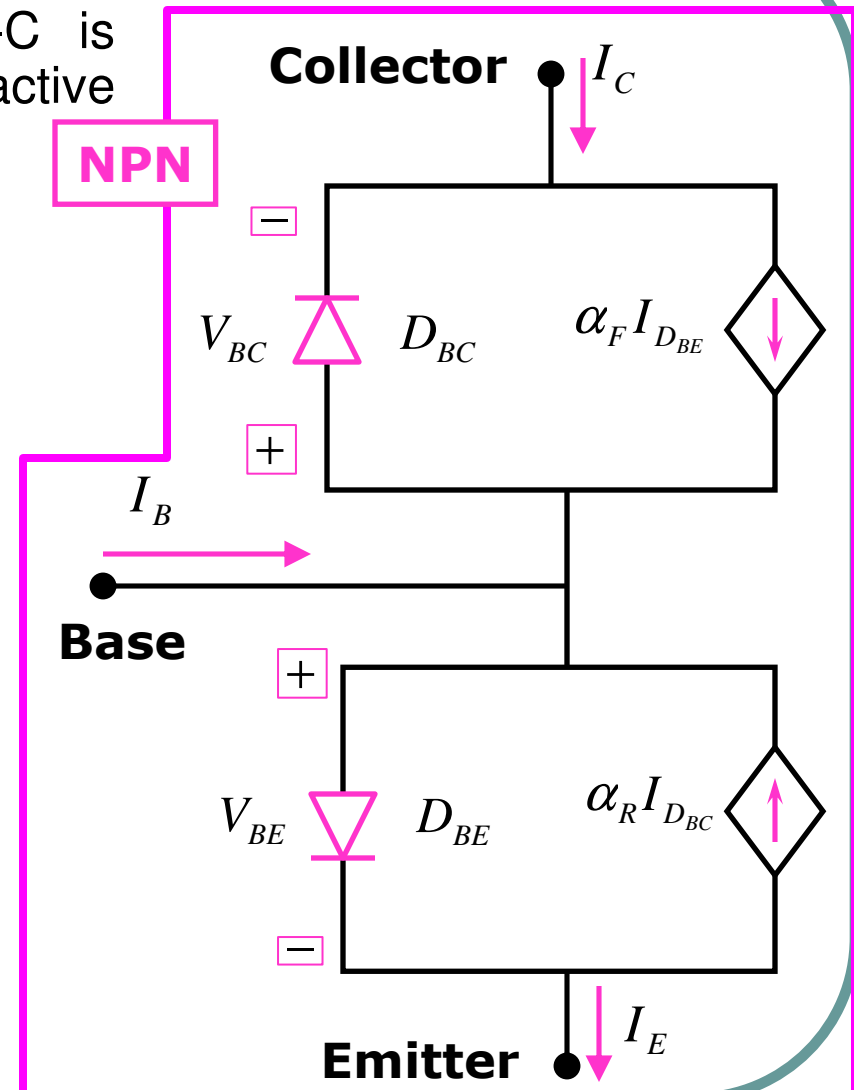 -C is
active
Collector
I_C
NPN
−
V_BC
D_BC
α_F I_D_BE
+
I_B
Base
+
V_BE
D_BE
α_R I_D_BC
−
I_E
Emitter